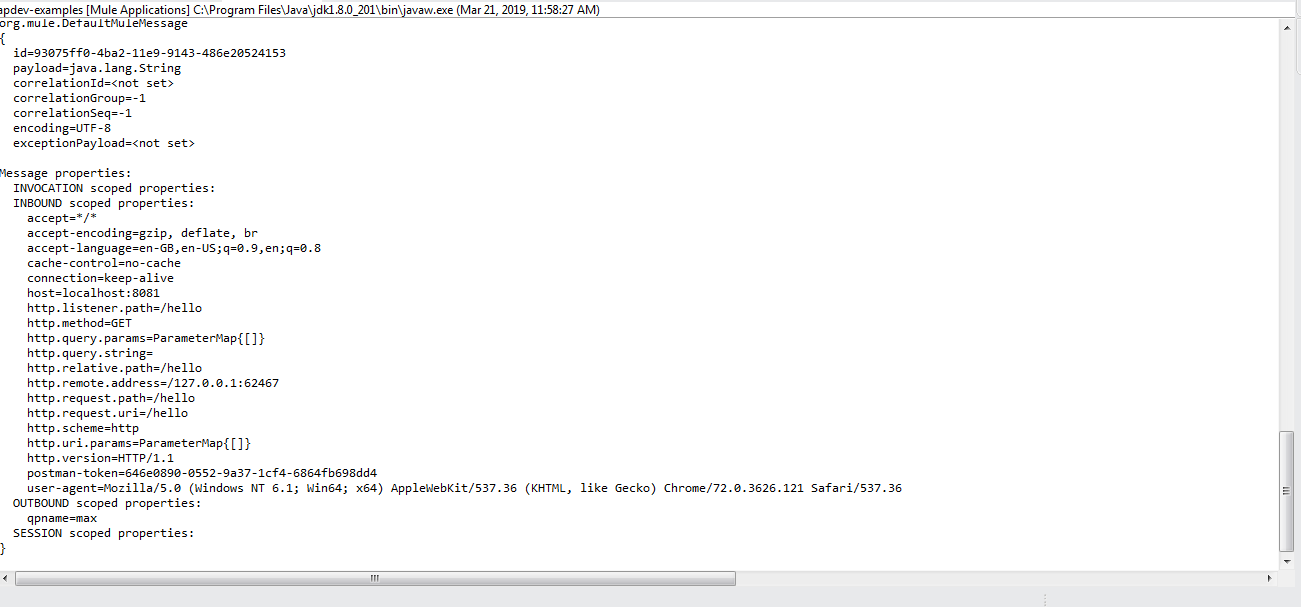 apdev-examples [Mule Applications] C:\Program Files\Java\jdk1.8.0_201\bin\javaw.exe (Mar 21, 2019, 11:58:27 AM)
org.mule.DefaultMuleMessage
{
  id=93075ff0-4ba2-11e9-9143-486e20524153
  payload=java.lang.String
  correlationId=<not set>
  correlationGroup=-1
  correlationSeq=-1
  encoding=UTF-8
  exceptionPayload=<not set>

Message properties:
  INVOCATION scoped properties:
  INBOUND scoped properties:
    accept=*/*
    accept-encoding=gzip, deflate, br
    accept-language=en-GB,en-US;q=0.9,en;q=0.8
    cache-control=no-cache
    connection=keep-alive
    host=localhost:8081
    http.listener.path=/hello
    http.method=GET
    http.query.params=ParameterMap{[]}
    http.query.string=
    http.relative.path=/hello
    http.remote.address=/127.0.0.1:62467
    http.request.path=/hello
    http.request.uri=/hello
    http.scheme=http
    http.uri.params=ParameterMap{[]}
    http.version=HTTP/1.1
    postman-token=646e0890-0552-9a37-1cf4-6864fb698dd4
    user-agent=Mozilla/5.0 (Windows NT 6.1; Win64; x64) AppleWebKit/537.36 (KHTML, like Gecko) Chrome/72.0.3626.121 Safari/537.36
  OUTBOUND scoped properties:
    qpname=max
  SESSION scoped properties:
}